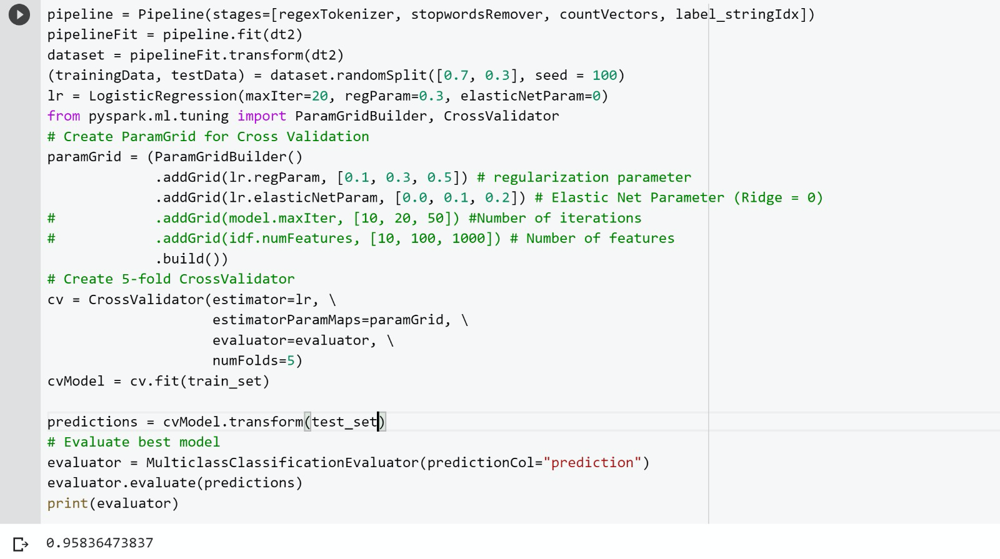 pipeline = Pipeline(stages=[regexTokenizer, stopwordsRemover, countVectors, label_stringIdx])
pipelineFit = pipeline.fit(dt2)
dataset = pipelineFit.transform(dt2)
(trainingData, testData) = dataset.randomSplit([0.7, 0.3], seed = 100)
lr = LogisticRegression(maxIter=20, regParam=0.3, elasticNetParam=0)
from pyspark.ml.tuning import ParamGridBuilder, CrossValidator
# Create ParamGrid for Cross Validation
paramGrid = (ParamGridBuilder()
             .addGrid(lr.regParam, [0.1, 0.3, 0.5]) # regularization parameter
             .addGrid(lr.elasticNetParam, [0.0, 0.1, 0.2]) # Elastic Net Parameter (Ridge = 0)
#            .addGrid(model.maxIter, [10, 20, 50]) #Number of iterations
#            .addGrid(idf.numFeatures, [10, 100, 1000]) # Number of features
             .build())
# Create 5-fold CrossValidator
cv = CrossValidator(estimator=lr, \
                    estimatorParamMaps=paramGrid, \
                    evaluator=evaluator, \
                    numFolds=5)
cvModel = cv.fit(train_set)
predictions = cvModel.transform(test_set)
# Evaluate best model
evaluator = MulticlassClassificationEvaluator(predictionCol="prediction")
evaluator.evaluate(predictions)
print(evaluator)
0.95836473837